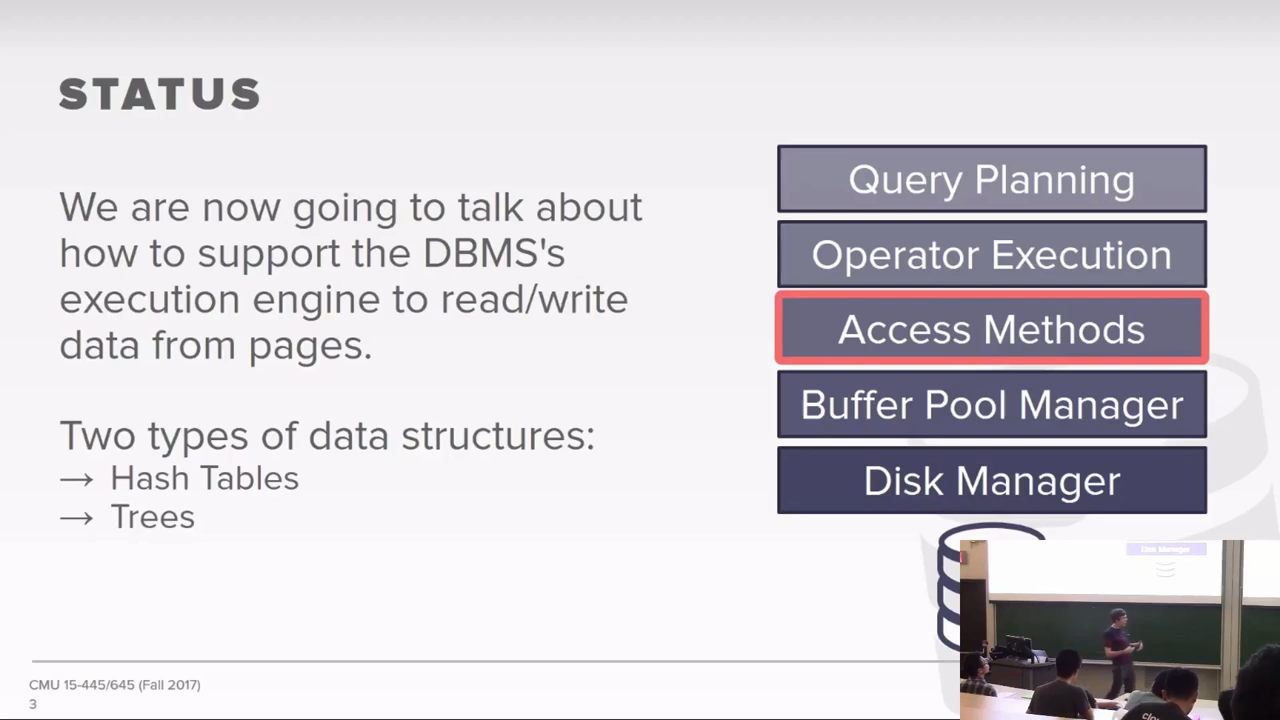 STATUS
We are now going to talk about
how to support the DBMS's
execution engine to read/write
data from pages.
Two types of data structures:
→ Hash Tables
→ Trees
Query Planning
Operator Execution
Access Methods
Buffer Pool Manager
Disk Manager
Disk Manager
CMU 15-445/645 (Fall 2017)
3